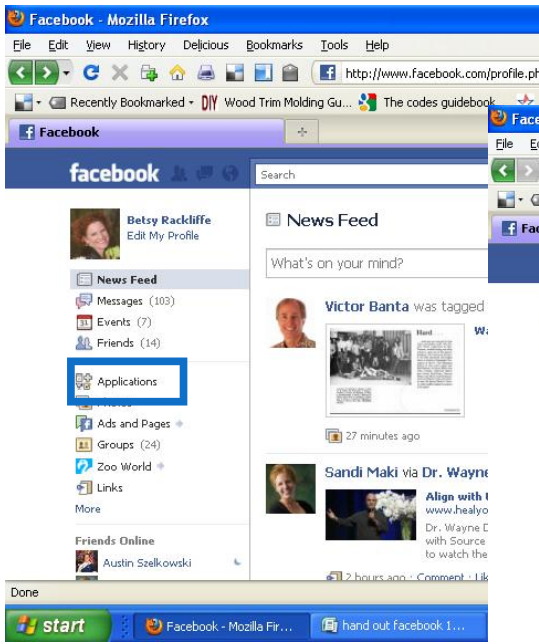 Facebook - Mozilla Firefox
File Edit View History Delicious Bookmarks Tools Help
http://www.facebook.com/profile.ph
Recently Bookmarked DIY Wood Trim Molding Gu... The codes guidebook
Face
File Ed
Facebook
Fac
facebook
Search
Betsy Rackliffe
Edit My Profile
News Feed
What's on your mind?
News Feed
Messages (103)
Events (7)
Friends (14)
Applications
Photos
Ads and Pages
Groups (24)
Zoo World
Links
More
Friends Online
Austin Szelkowski
Victor Banta was tagged
Wa
27 minutes ago
Sandi Maki via Dr. Wayne
Align with
www.healyo
Dr. Wayne D
with Source
to watch the
2 hours ago · Comment · Lik
Done
start
Facebook - Mozilla Fir...
hand out facebook 1...